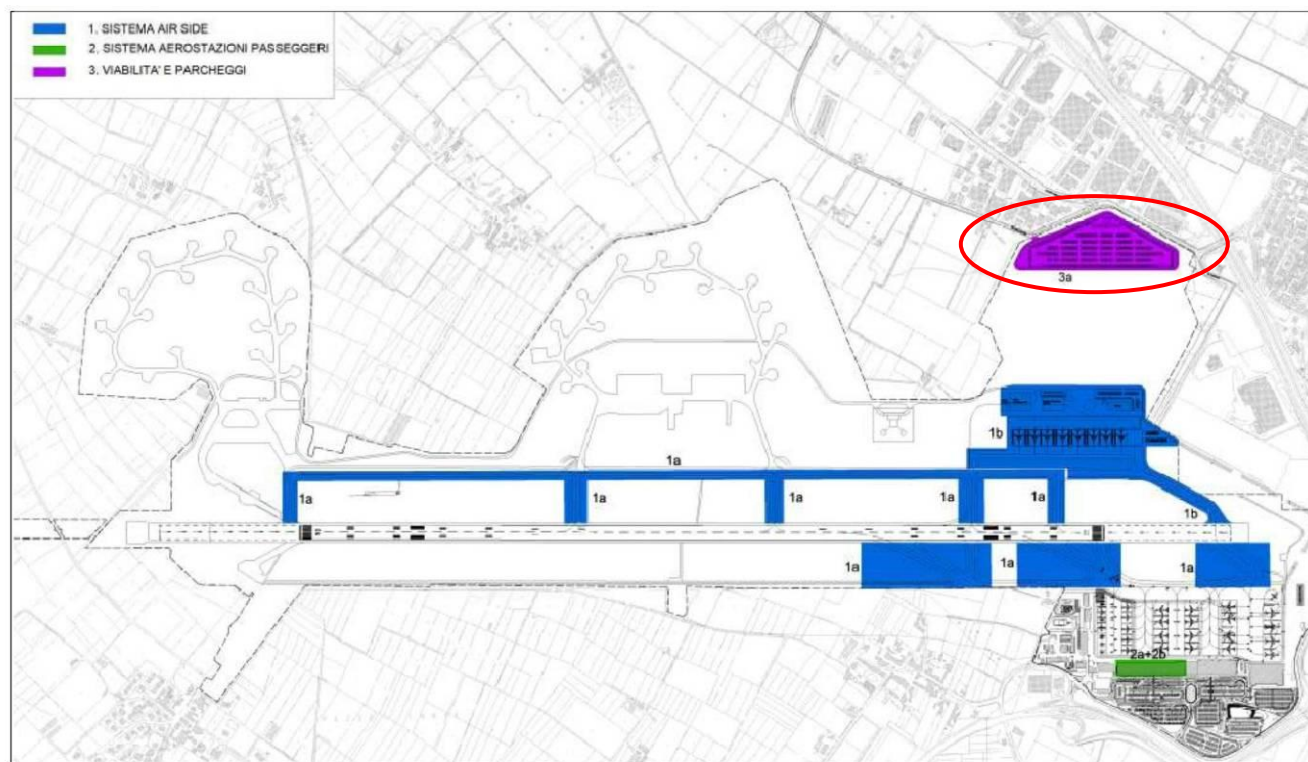 1. SISTEMA AIR SIDE
2. SISTEMA AEROSTAZIONI PASSEGGERI
3. VIABILITA' E PARCHEGGI
3a
1b
1a
1a
1a
1a
1a
1a
1b
1a
1a
1a
2a+2b